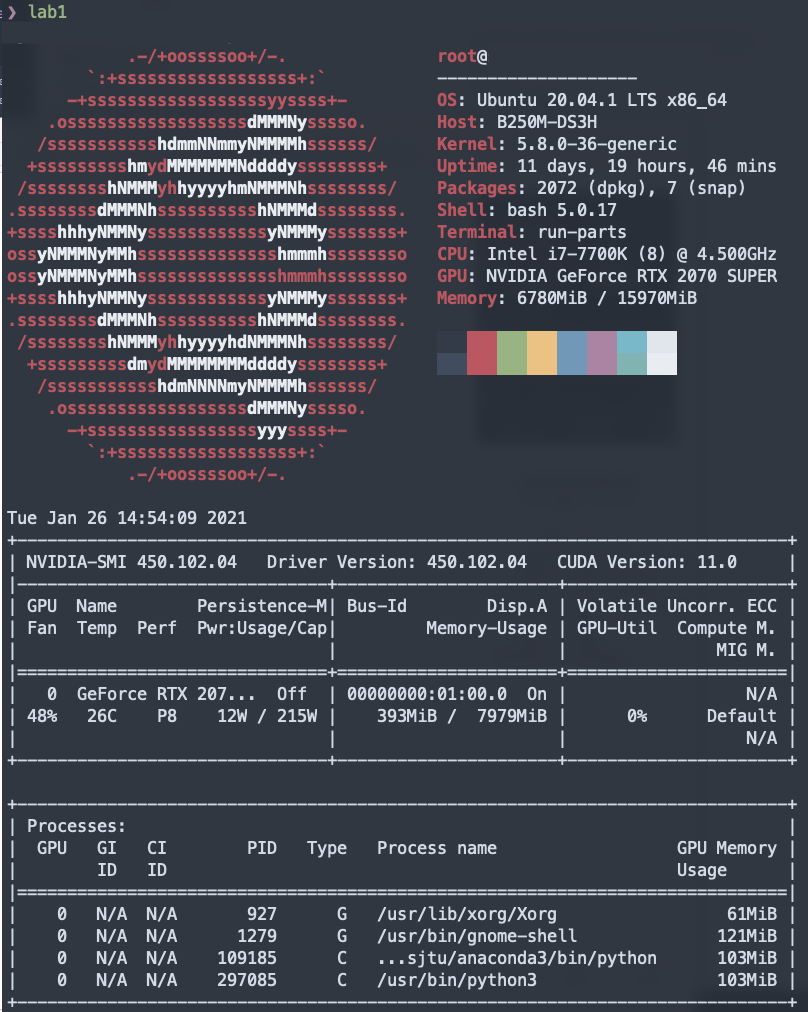 ❯ lab1
            .-/+oossssoo+/-.               root@
        `:+ssssssssssssssssss+:`           --------------------
      -+ssssssssssssssssssyyssss+-         OS: Ubuntu 20.04.1 LTS x86_64
    .ossssssssssssssssssdMMMNysssso.       Host: B250M-DS3H
   /ssssssssssshdmmNNmmyNMMMMhssssss/      Kernel: 5.8.0-36-generic
  +ssssssssshmydMMMMMMMNddddyssssssss+     Uptime: 11 days, 19 hours, 46 mins
 /sssssssshNMMMyhhyyyyhmNMMMNhssssssss/    Packages: 2072 (dpkg), 7 (snap)
.ssssssssdMMMNhsssssssssshNMMMdssssssss.   Shell: bash 5.0.17
+sssshhhyNMMNyssssssssssssyNMMMysssssss+   Terminal: run-parts
ossyNMMMNyMMhsssssssssssssshmmmhssssssso   CPU: Intel i7-7700K (8) @ 4.500GHz
ossyNMMMNyMMhsssssssssssssshmmmhssssssso   GPU: NVIDIA GeForce RTX 2070 SUPER
+sssshhhyNMMNyssssssssssssyNMMMysssssss+   Memory: 6780MiB / 15970MiB
.ssssssssdMMMNhsssssssssshNMMMdssssssss.
 /sssssssshNMMMyhhyyyyhdNMMMNhssssssss/
  +sssssssssdmydMMMMMMMMddddyssssssss+
   /ssssssssssshdmNNNNmyNMMMMhssssss/
    .ossssssssssssssssssdMMMNysssso.
      -+sssssssssssssssssyyyssss+-
        `:+ssssssssssssssssss+:`
            .-/+oossssoo+/-.
Tue Jan 26 14:54:09 2021
+-----------------------------------------------------------------------------+
| NVIDIA-SMI 450.102.04   Driver Version: 450.102.04   CUDA Version: 11.0     |
|-------------------------------+----------------------+----------------------+
| GPU  Name        Persistence-M| Bus-Id        Disp.A | Volatile Uncorr. ECC |
| Fan  Temp  Perf  Pwr:Usage/Cap|         Memory-Usage | GPU-Util  Compute M. |
|                               |                      |               MIG M. |
|===============================+======================+======================|
|   0  GeForce RTX 207...  Off  | 00000000:01:00.0  On |                  N/A |
| 48%   26C    P8    12W / 215W |    393MiB /  7979MiB |      0%      Default |
|                               |                      |                  N/A |
+-------------------------------+----------------------+----------------------+
+-----------------------------------------------------------------------------+
| Processes:                                                                  |
|  GPU   GI   CI        PID   Type   Process name                  GPU Memory |
|        ID   ID                                                   Usage      |
|=============================================================================|
|    0   N/A  N/A       927      G   /usr/lib/xorg/Xorg                 61MiB |
|    0   N/A  N/A      1279      G   /usr/bin/gnome-shell              121MiB |
|    0   N/A  N/A    109185      C   ...sjtu/anaconda3/bin/python      103MiB |
|    0   N/A  N/A    297085      C   /usr/bin/python3                  103MiB |
+-----------------------------------------------------------------------------+